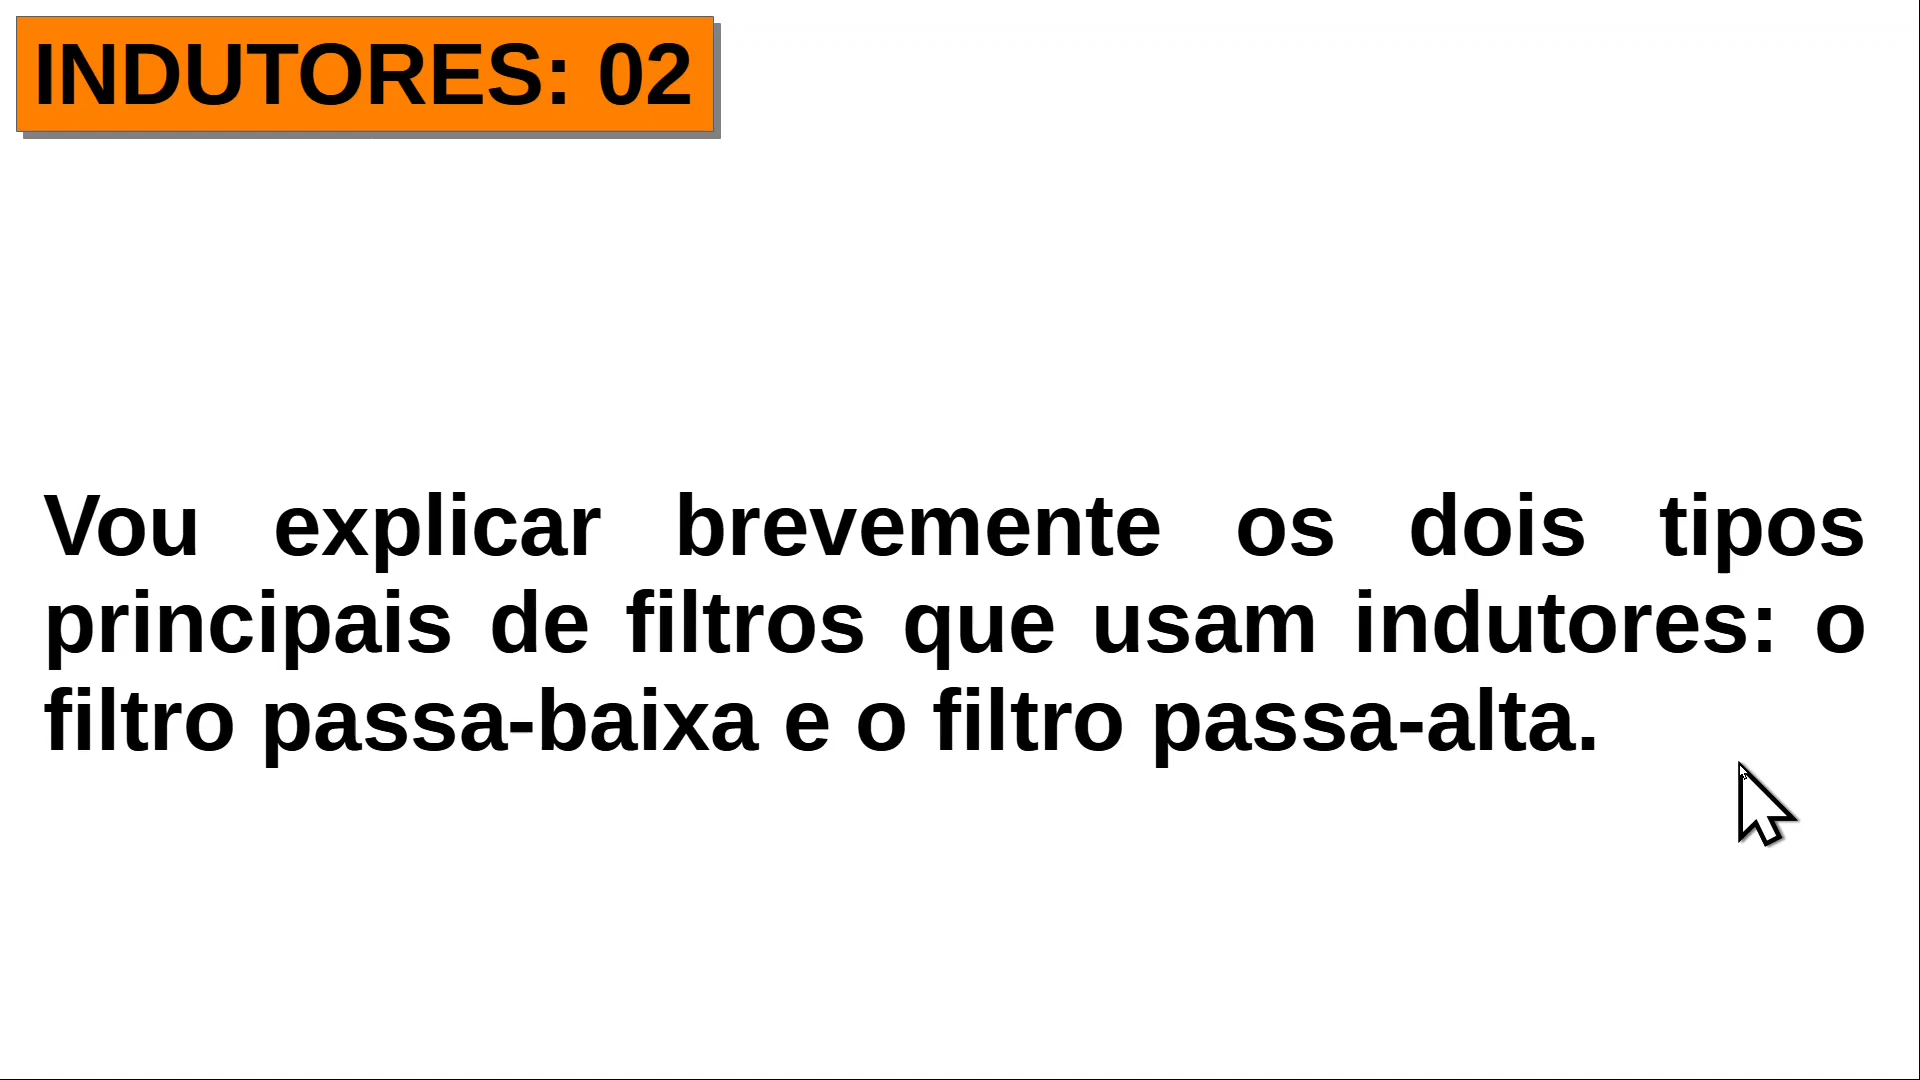 INDUTORES: 02
Vou explicar brevemente os dois tipos
principais de filtros que usam indutores: o
filtro passa-baixa e o filtro passa-alta.